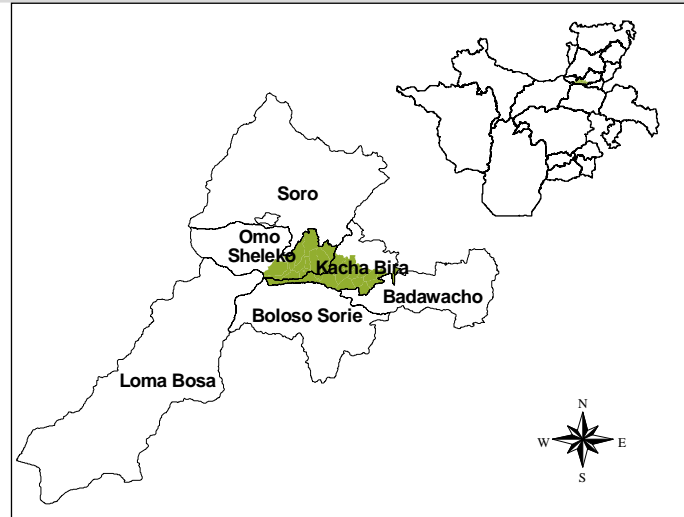 Soro
Omo
Sheleko
Kacha Bira
Badawacho
Boloso Sorie
Loma Bosa
N
W
E
S